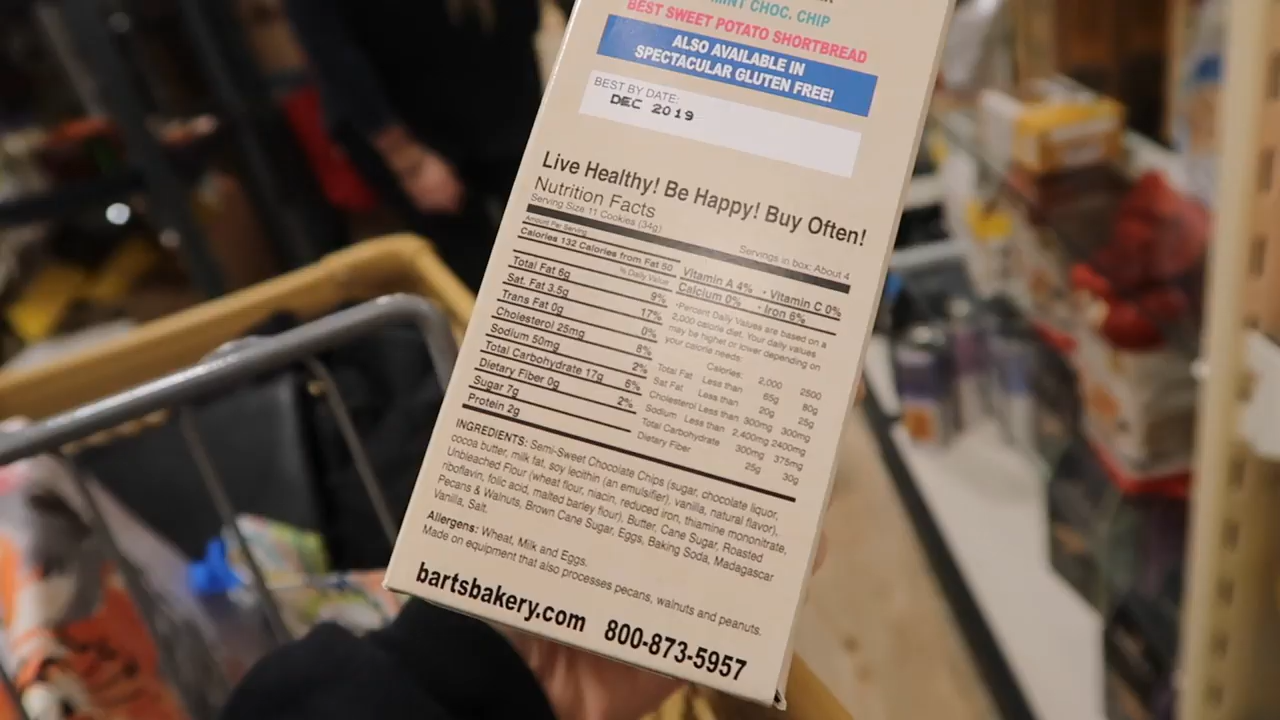 MINT CHOC. CHIP
BEST SWEET POTATO SHORTBREAD
ALSO AVAILABLE IN
SPECTACULAR GLUTEN FREE!
BEST BY DATE:
DEC 2019
Live Healthy! Be Happy! Buy Often!
Nutrition Facts
Serving Size 11 Cookies (34g)
Servings in box: About 4
Amount Per Serving
Calories 132 Calories from Fat 50
% Daily Value
Total Fat 6g 9%
Sat. Fat 3.5g 17%
Trans Fat 0g 0%
Cholesterol 25mg 8%
Sodium 50mg 2%
Total Carbohydrate 17g 6%
Dietary Fiber 0g 2%
Sugar 7g
Protein 2g
Vitamin A 4% • Vitamin C 0%
Calcium 0% • Iron 6%
*Percent Daily Values are based on a
2,000 calorie diet. Your daily values
may be higher or lower depending on
your calorie needs:
Calories: 2,000 2500
Total Fat Less than 65g 80g
Sat Fat Less than 20g 25g
Cholesterol Less than 300mg 300mg
Sodium Less than 2,400mg 2400mg
Total Carbohydrate 300mg 375mg
Dietary Fiber 25g 30g
INGREDIENTS: Semi-Sweet Chocolate Chips (sugar, chocolate liquor,
cocoa butter, milk fat, soy lecithin (an emulsifier), vanilla, natural flavor),
Unbleached Flour (wheat flour, niacin, reduced iron, thiamine mononitrate,
riboflavin, folic acid, malted barley flour), Butter, Cane Sugar, Roasted
Pecans & Walnuts, Brown Cane Sugar, Eggs, Baking Soda, Madagascar
Vanilla, Salt.
Allergens: Wheat, Milk and Eggs.
Made on equipment that also processes pecans, walnuts and peanuts.
bartsbakery.com 800-873-5957